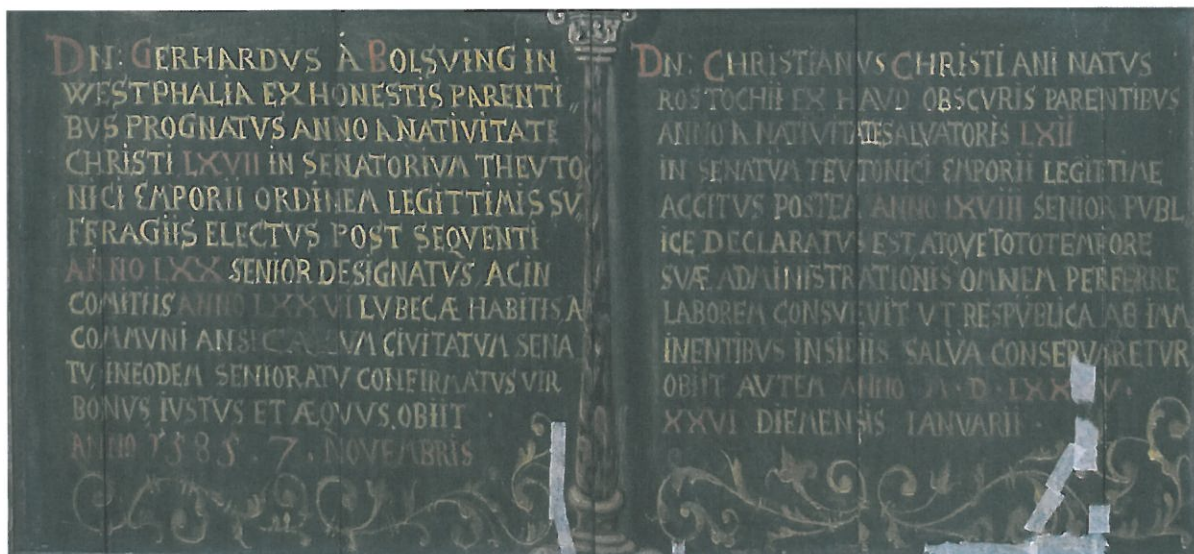 DN: GERHARDVS À BOLSVING IN
WESTPHALIA EX HONESTIS PARENTI„
BVS PROGNATVS ANNO A NATIVITATE
CHRISTI LXVII IN SENATORIVM THEVTO
NICI EMPORII ORDINEM LEGITTIMIS SV„
FFRAGIIS ELECTVS POST SEQVENTI
ANNO LXX SENIOR DESIGNATVS AC IN
COMITIIS ANNO LXXVI LVBECÆ HABITIS, A
COMMVNI CIVITATVM SENA
TV, IN EODEM SENIORATV CONFIRMATVS VIR
BONVS, IVSTVS ET ÆQVVS, OBIIT ·
ANNO 1585 · 7 · NOVEMBRIS
DN: CHRISTIANVS CHRISTIANI NATVS
ROSTOCHII EX HAVD OBSCVRIS PARENTIBVS
ANNO A NATIVITATE SALVATORIS LXII
IN SENATVM TEVTONICI EMPORII LEGITTIME
ACCITVS POSTEA ANNO LXVIII SENIOR PVBL
ICE DECLARATVS EST, ATQVE TOTO TEMPORE
SVÆ ADMINISTRATIONIS OMNEM PERFERRE
LABOREM CONSVEVIT VT RESPVBLICA AB IMM
INENTIBVS INSIDIIS SALVA CONSERVARETVR
OBIIT AVTEM ANNO M · D ·
XXVI DIE MENSIS IANVARII ·